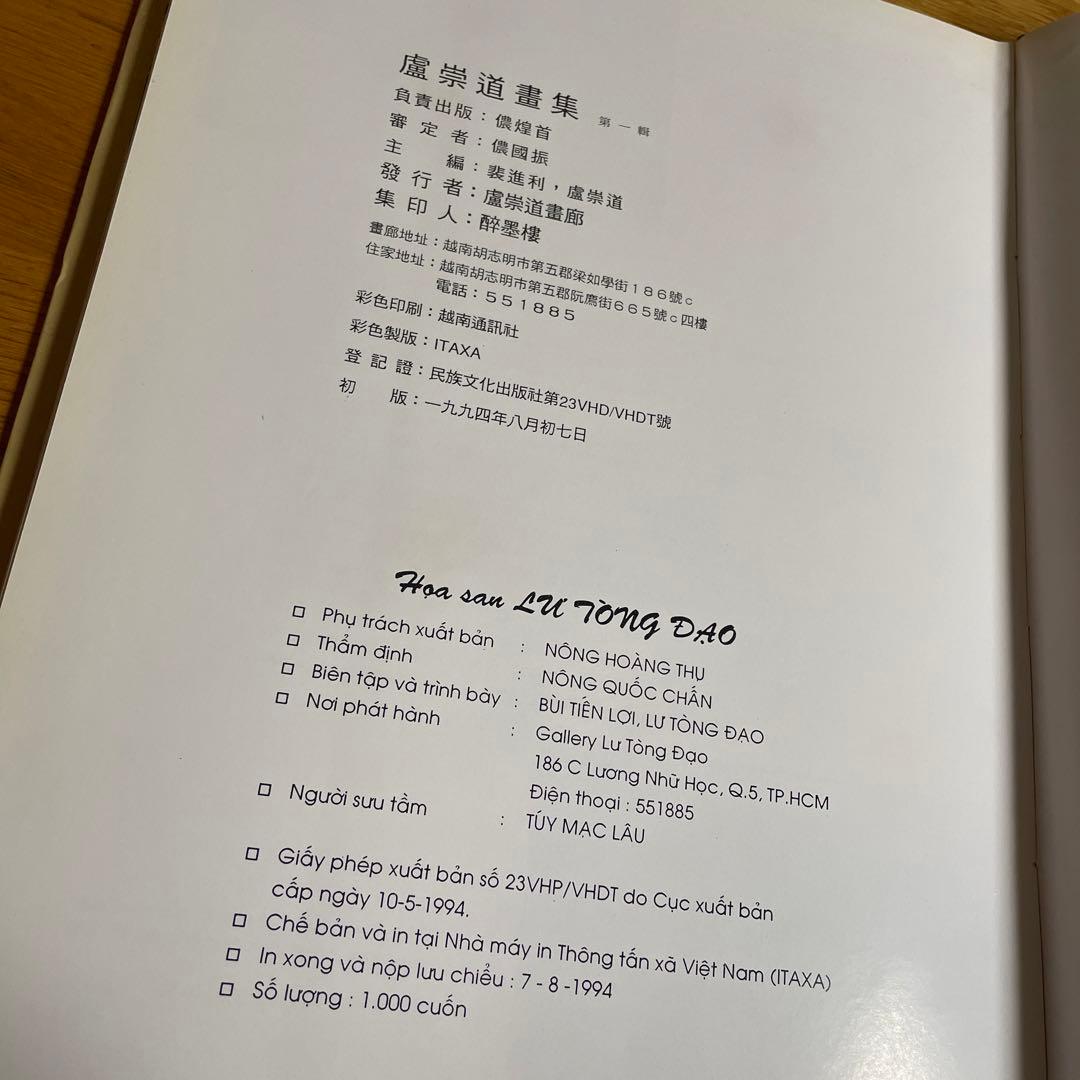 盧崇道畫集 第一輯
負責出版：儂煌首
審定者：儂國振
主編：裴進利，盧崇道
發行者：盧崇道畫廊
集印人：醉墨樓
畫廊地址：越南胡志明市第五郡梁如學街186號c
住家地址：越南胡志明市第五郡阮廌街665號c四樓
電話：551885
彩色印刷：越南通訊社
彩色製版：ITAXA
登記證：民族文化出版社第23VHD/VHDT號
初版：一九九四年八月初七日
Họa san LƯ TÒNG ĐẠO
Phụ trách xuất bản : NÔNG HOÀNG THỤ
Thẩm định : NÔNG QUỐC CHẤN
Biên tập và trình bày : BÙI TIẾN LỢI, LƯ TÒNG ĐẠO
Nơi phát hành : Gallery Lư Tòng Đạo
186 C Lương Nhữ Học, Q.5, TP.HCM
Điện thoại : 551885
Người sưu tầm : TÚY MẠC LÂU
Giấy phép xuất bản số 23VHP/VHDT do Cục xuất bản
cấp ngày 10-5-1994.
Chế bản và in tại Nhà máy in Thông tấn xã Việt Nam (ITAXA)
In xong và nộp lưu chiểu : 7 - 8 -1994
Số lượng : 1.000 cuốn